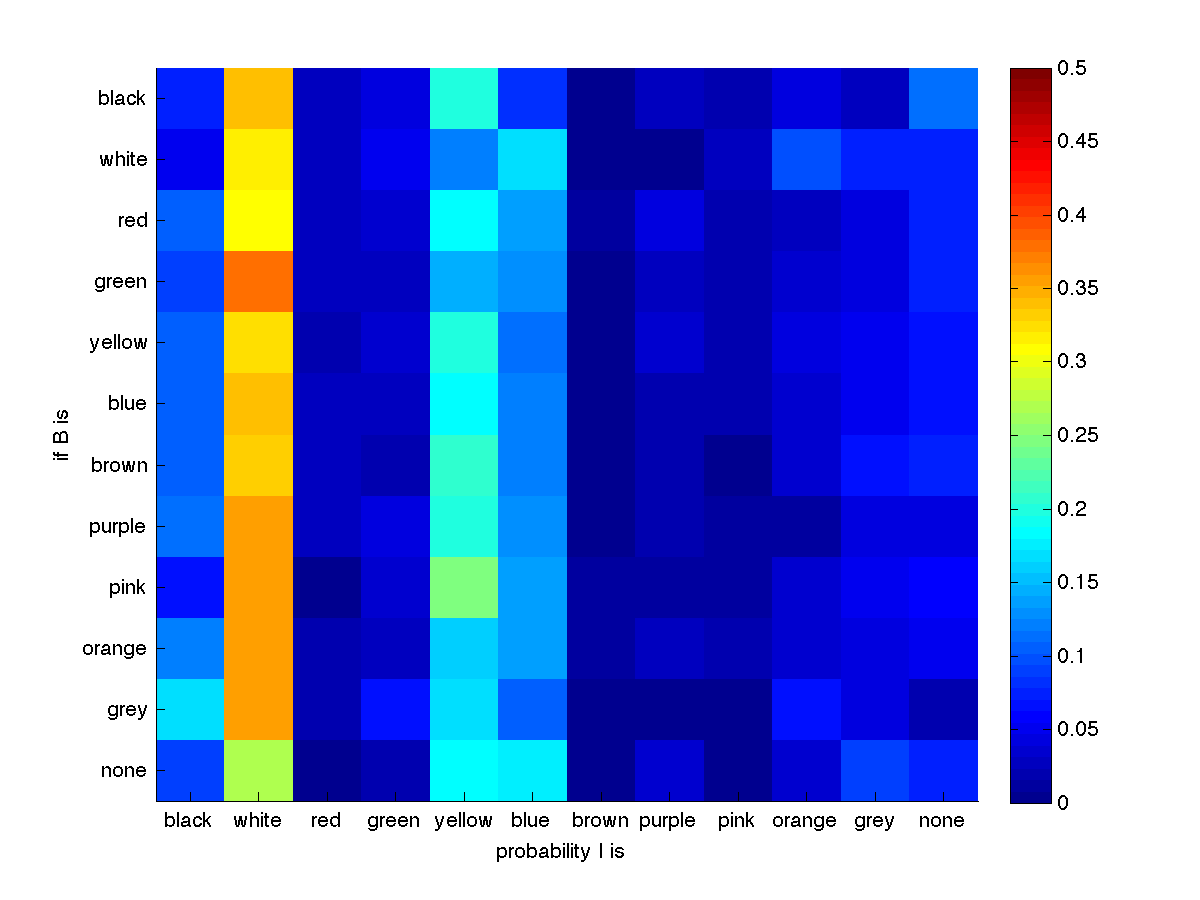 black
white
red
green
yellow
blue
brown
purple
pink
orange
grey
none
if B is
black white red green yellow blue brown purple pink orange grey none
probability I is
0.5
0.45
0.4
0.35
0.3
0.25
0.2
0.15
0.1
0.05
0